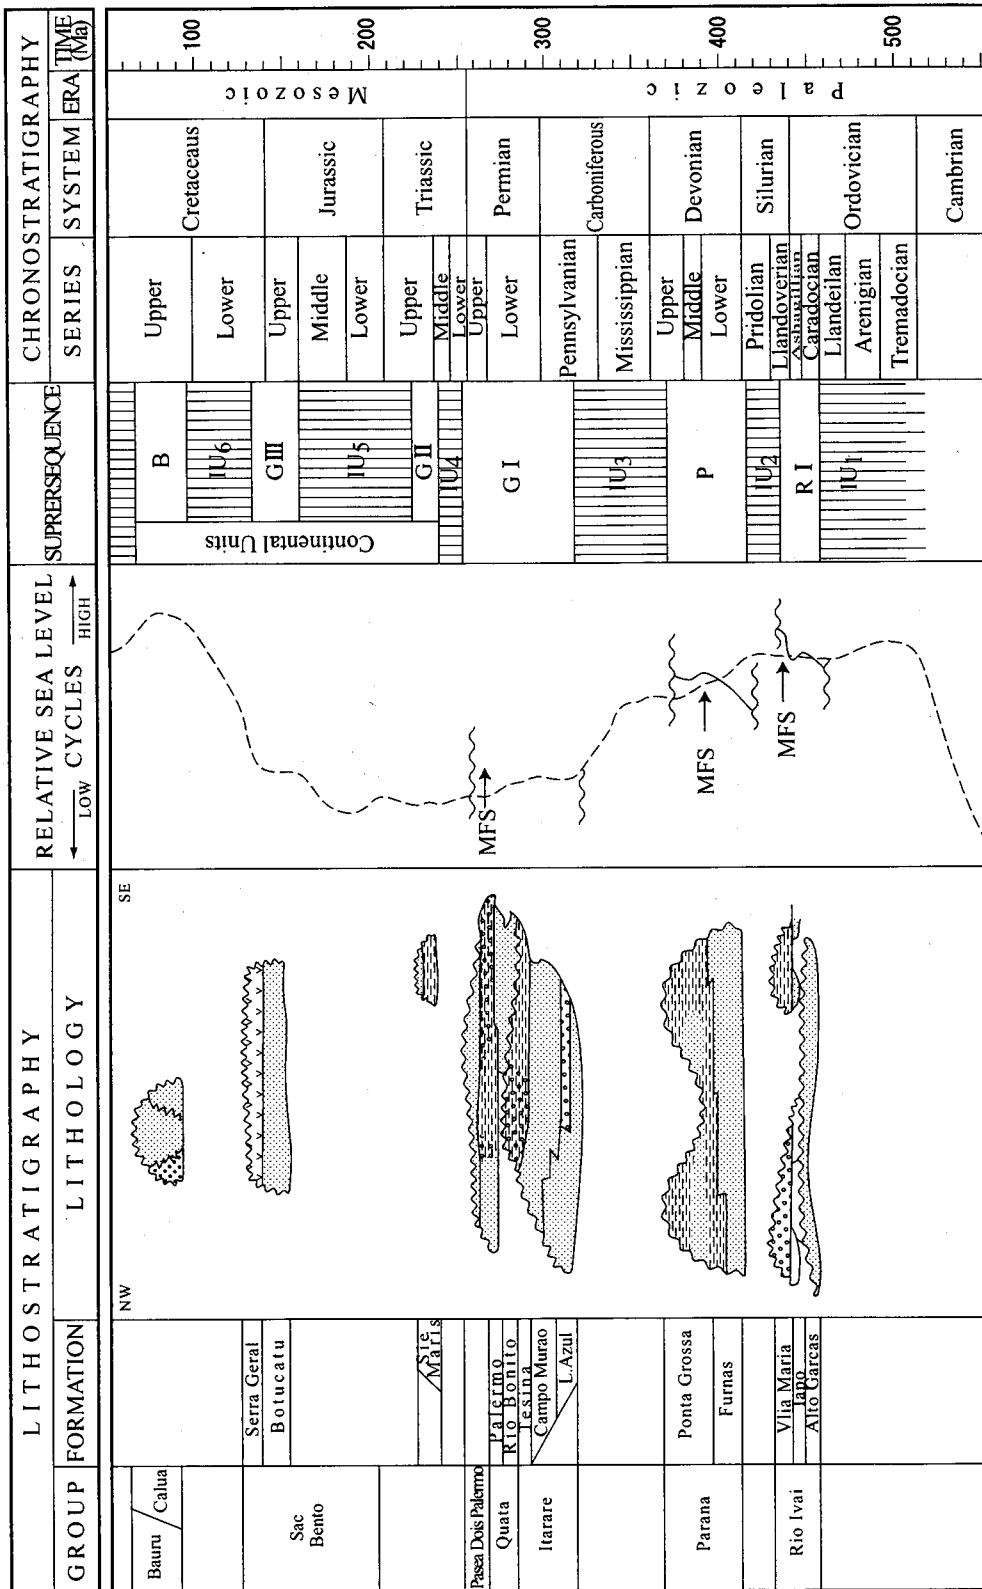 CHRONOSTRATIGRAPHY
TIME
(Ma)
100
200
300
400
500
ERA
Mesozoic
Paleozoic
SYSTEM
Cretaceaus
Jurassic
Triassic
Permian
Carboniferous
Devonian
Silurian
Ordovician
Cambrian
SERIES
Upper
Lower
Upper
Middle
Lower
Upper
Middle
Lower
Upper
Lower
Pennsylvanian
Mississippian
Upper
Middle
Lower
Pridolian
Llandoverian
Ashagillian
Caradocian
Llandeilan
Arenigian
Tremadocian
SUPRERSEQUENCE
B
IU6
GIII
IU5
GII
IU4
GI
IU3
P
IU2
RI
IU1
Continental Units
RELATIVE SEA LEVEL
CYCLES
LOW
HIGH
MFS
MFS
MFS
LITHOSTRATIGRAPHY
LITHOLOGY
SE
NW
FORMATION
Serra Geral
Botucatu
Sie
Maris
Palermo
Rio Bonito
Tesina
Campo Murao
L.Azul
Ponta Grossa
Furnas
Vlia Maria
Iapo
Alto Garcas
GROUP
Bauru
Calua
Sac
Bento
Pasea Dois Palermo
Quata
Itarare
Parana
Rio Ivai